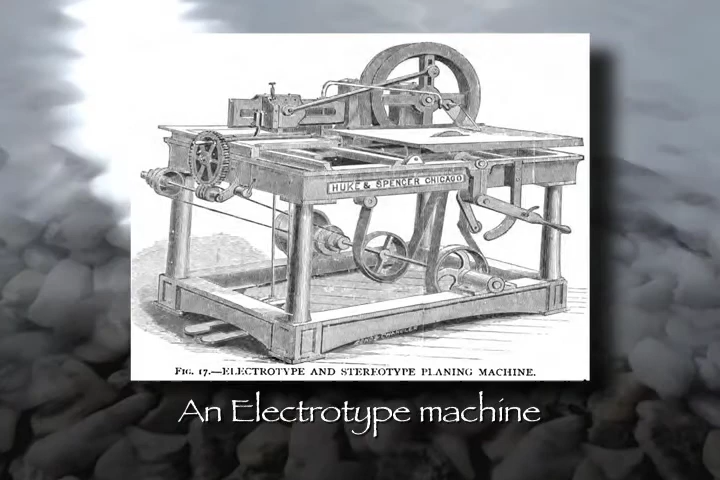 HUKE & SPENCER CHICAGO
FIG. 17.—ELECTROTYPE AND STEREOTYPE PLANING MACHINE.
An Electrotype machine